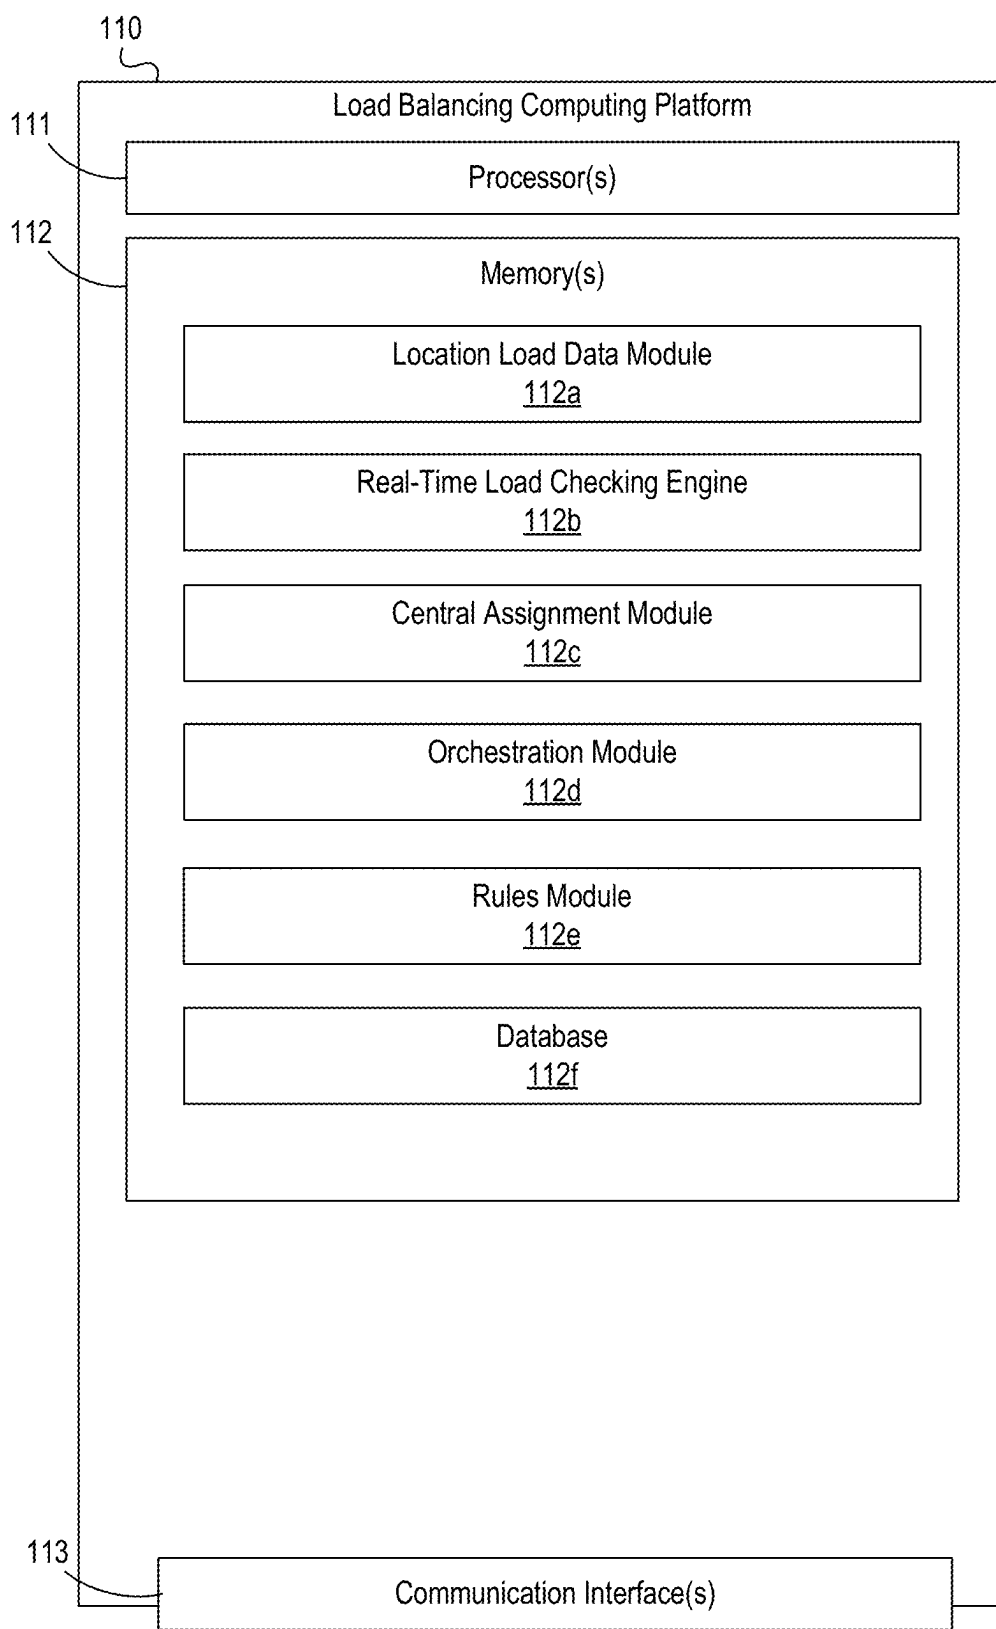 110
Load Balancing Computing Platform
111
Processor(s)
112
Memory(s)
Location Load Data Module
112a
Real-Time Load Checking Engine
112b
Central Assignment Module
112c
Orchestration Module
112d
Rules Module
112e
Database
112f
113
Communication Interface(s)